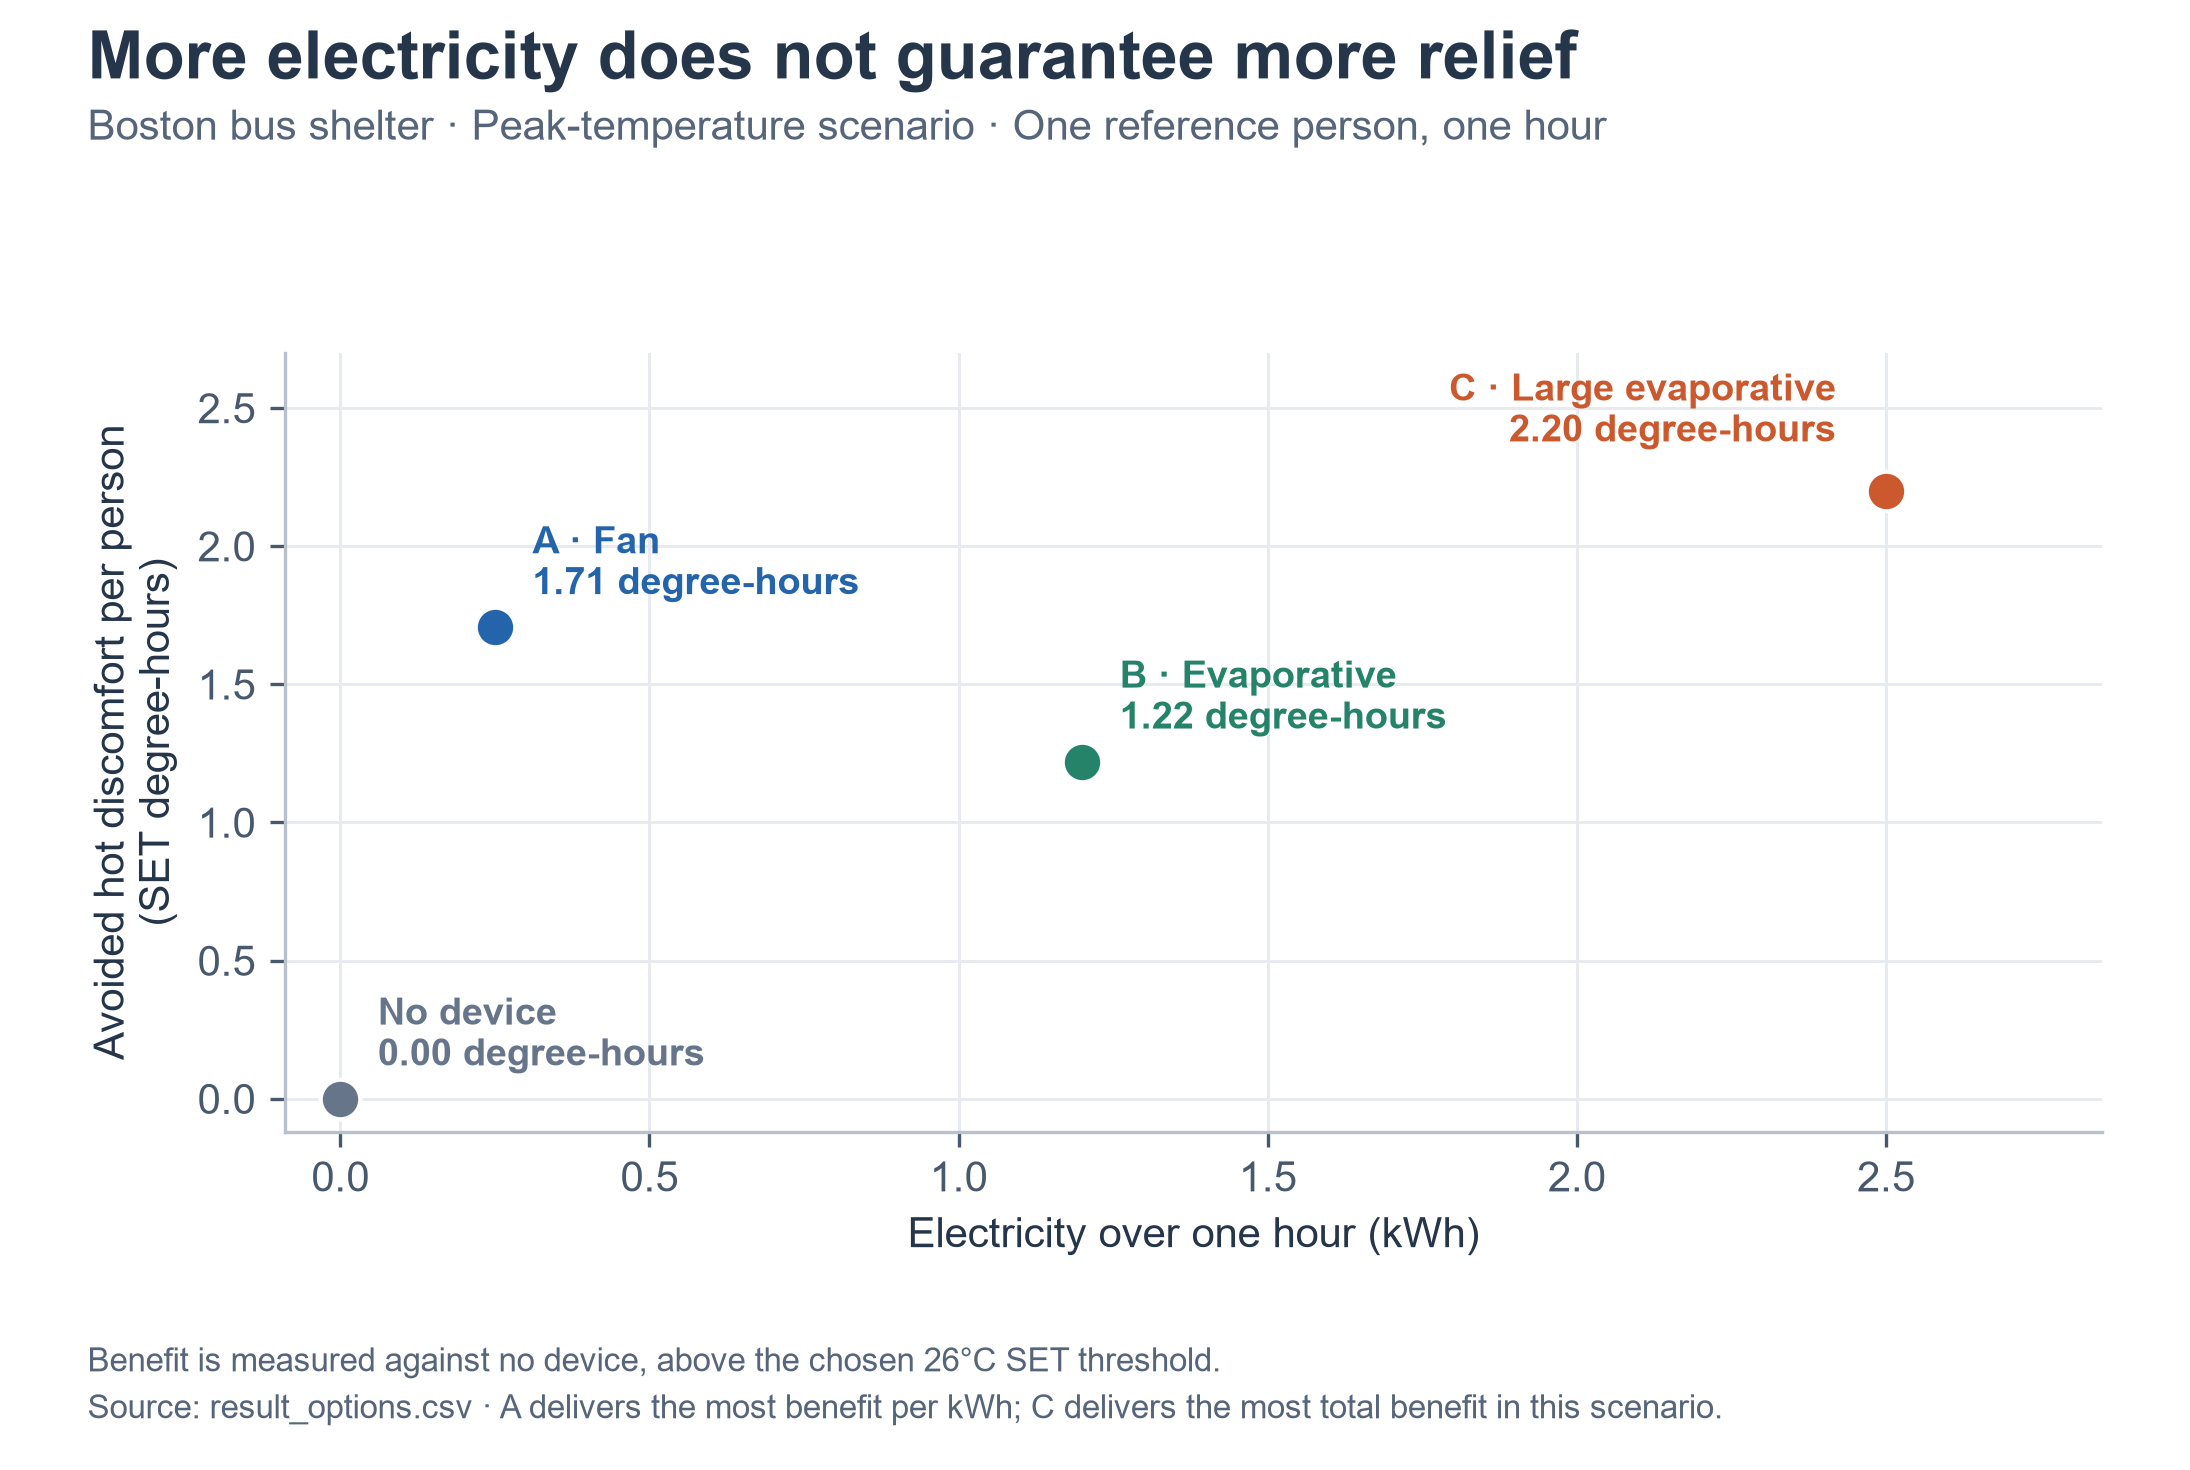 More electricity does not guarantee more relief
Boston bus shelter · Peak-temperature scenario · One reference person, one hour
Avoided hot discomfort per person
(SET degree-hours)
2.5
2.0
1.5
1.0
0.5
0.0
C · Large evaporative
2.20 degree-hours
A · Fan
1.71 degree-hours
B · Evaporative
1.22 degree-hours
No device
0.00 degree-hours
0.0
0.5
1.0
1.5
2.0
2.5
Electricity over one hour (kWh)
Benefit is measured against no device, above the chosen 26°C SET threshold.
Source: result_options.csv · A delivers the most benefit per kWh; C delivers the most total benefit in this scenario.